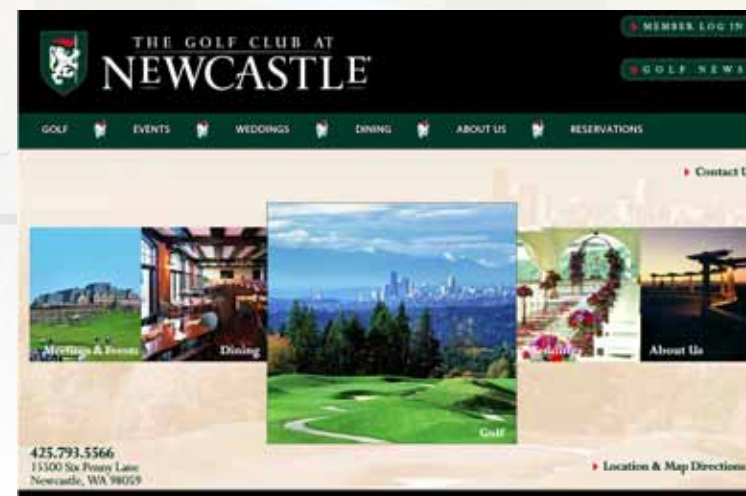 MEMBER LOG IN
THE GOLF CLUB AT
NEWCASTLE
GOLF NEWS
GOLF EVENTS WEDDINGS DINING ABOUT US RESERVATIONS
Contact U
Meetings & Events Dining Golf Weddings About Us
425.793.5566
15500 Six Penny Lane
Newcastle, WA 98059
Location & Map Directions